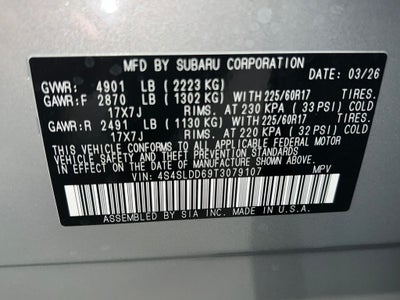 MFD BY SUBARU CORPORATION
DATE: 03/26
GVWR: 4901 LB (2223 KG)
GAWR:F 2870 LB (1302 KG) WITH 225/60R17 TIRES.
17X7J RIMS. AT 230 KPA (33 PSI) COLD
GAWR:R 2491 LB (1130 KG) WITH 225/60R17 TIRES.
17X7J RIMS. AT 220 KPA (32 PSI) COLD
THIS VEHICLE CONFORMS TO ALL APPLICABLE FEDERAL MOTOR
VEHICLE SAFETY, BUMPER, AND THEFT PREVENTION
STANDARDS IN EFFECT ON THE DATE OF MANUFACTURE
SHOWN ABOVE.
VIN: 4S4SLDD69T3079107 MPV
ASSEMBLED BY SIA INC. MADE IN U.S.A.